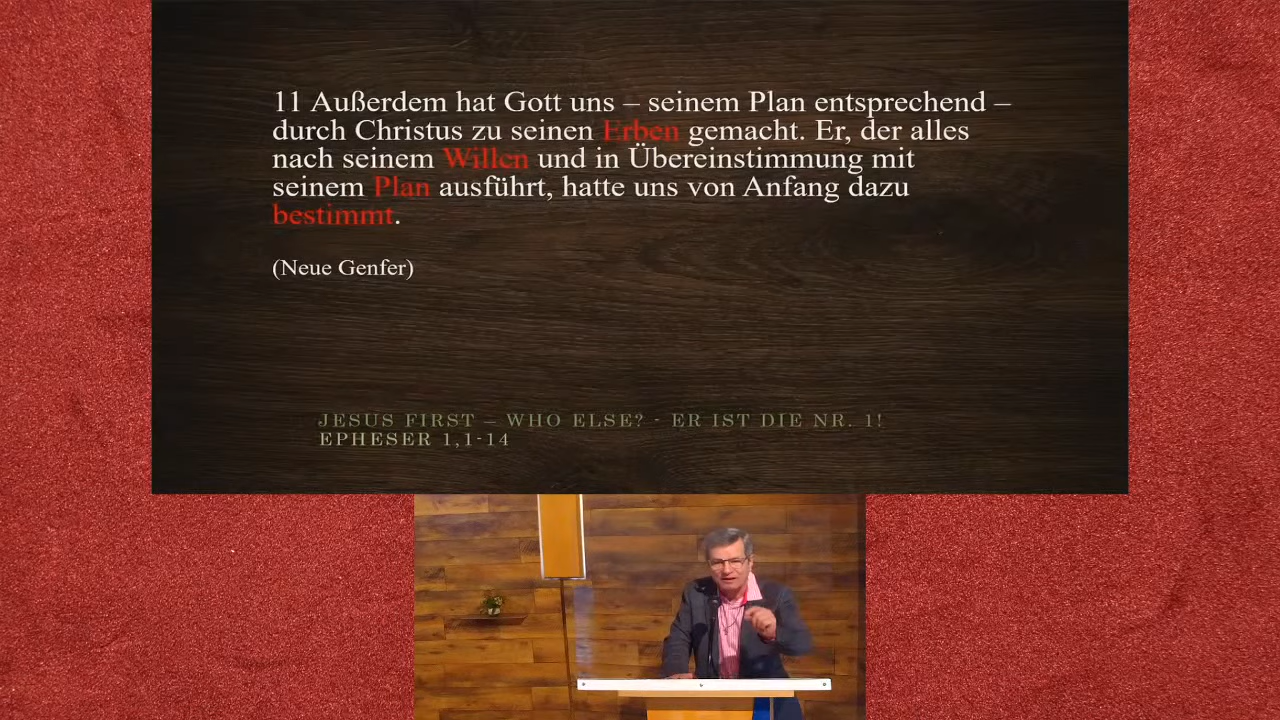 11 Außerdem hat Gott uns – seinem Plan entsprechend –
durch Christus zu seinen Erben gemacht. Er, der alles
nach seinem Willen und in Übereinstimmung mit
seinem Plan ausführt, hatte uns von Anfang dazu
bestimmt.
(Neue Genfer)
JESUS FIRST – WHO ELSE? - ER IST DIE NR. 1!
EPHESER 1,1-14